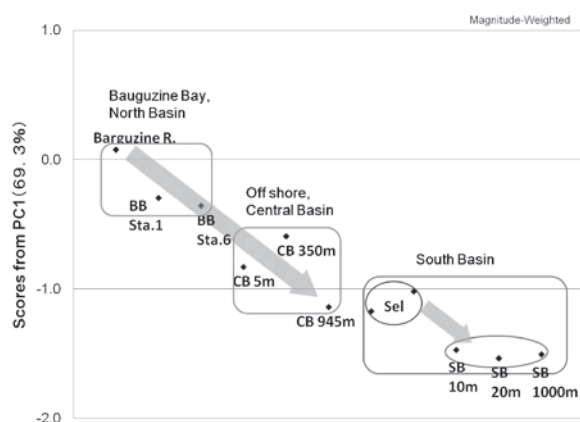 Magnitude-Weighted
1.0
Bauguzine Bay,
North Basin
Barguzine R.
0.0
BB
Sta.1
BB
Sta.6
Off shore,
Central Basin
CB 350m
CB 5m
CB 945m
South Basin
Sel
-1.0
SB
10m
SB
20m
SB
1000m
-2.0
Scores from PC1(69. 3%)